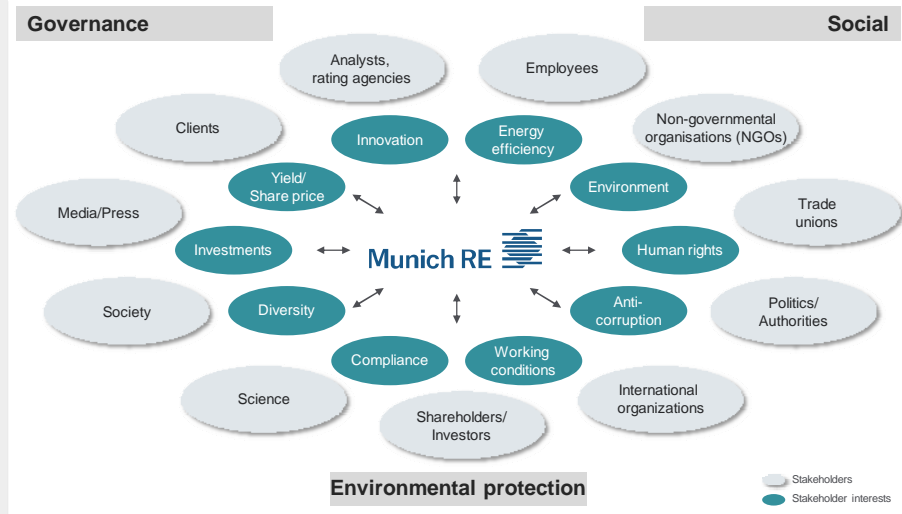 Governance
Social
Analysts,
rating agencies
Employees
Clients
Innovation
Energy
efficiency
Non-governmental
organisations (NGOs)
Yield/
Share price
Environment
Media/Press
Trade
unions
Investments
Munich RE
Human rights
Society
Diversity
Anti-
corruption
Politics/
Authorities
Compliance
Working
conditions
Science
International
organizations
Shareholders/
Investors
Environmental protection
Stakeholders
Stakeholder interests